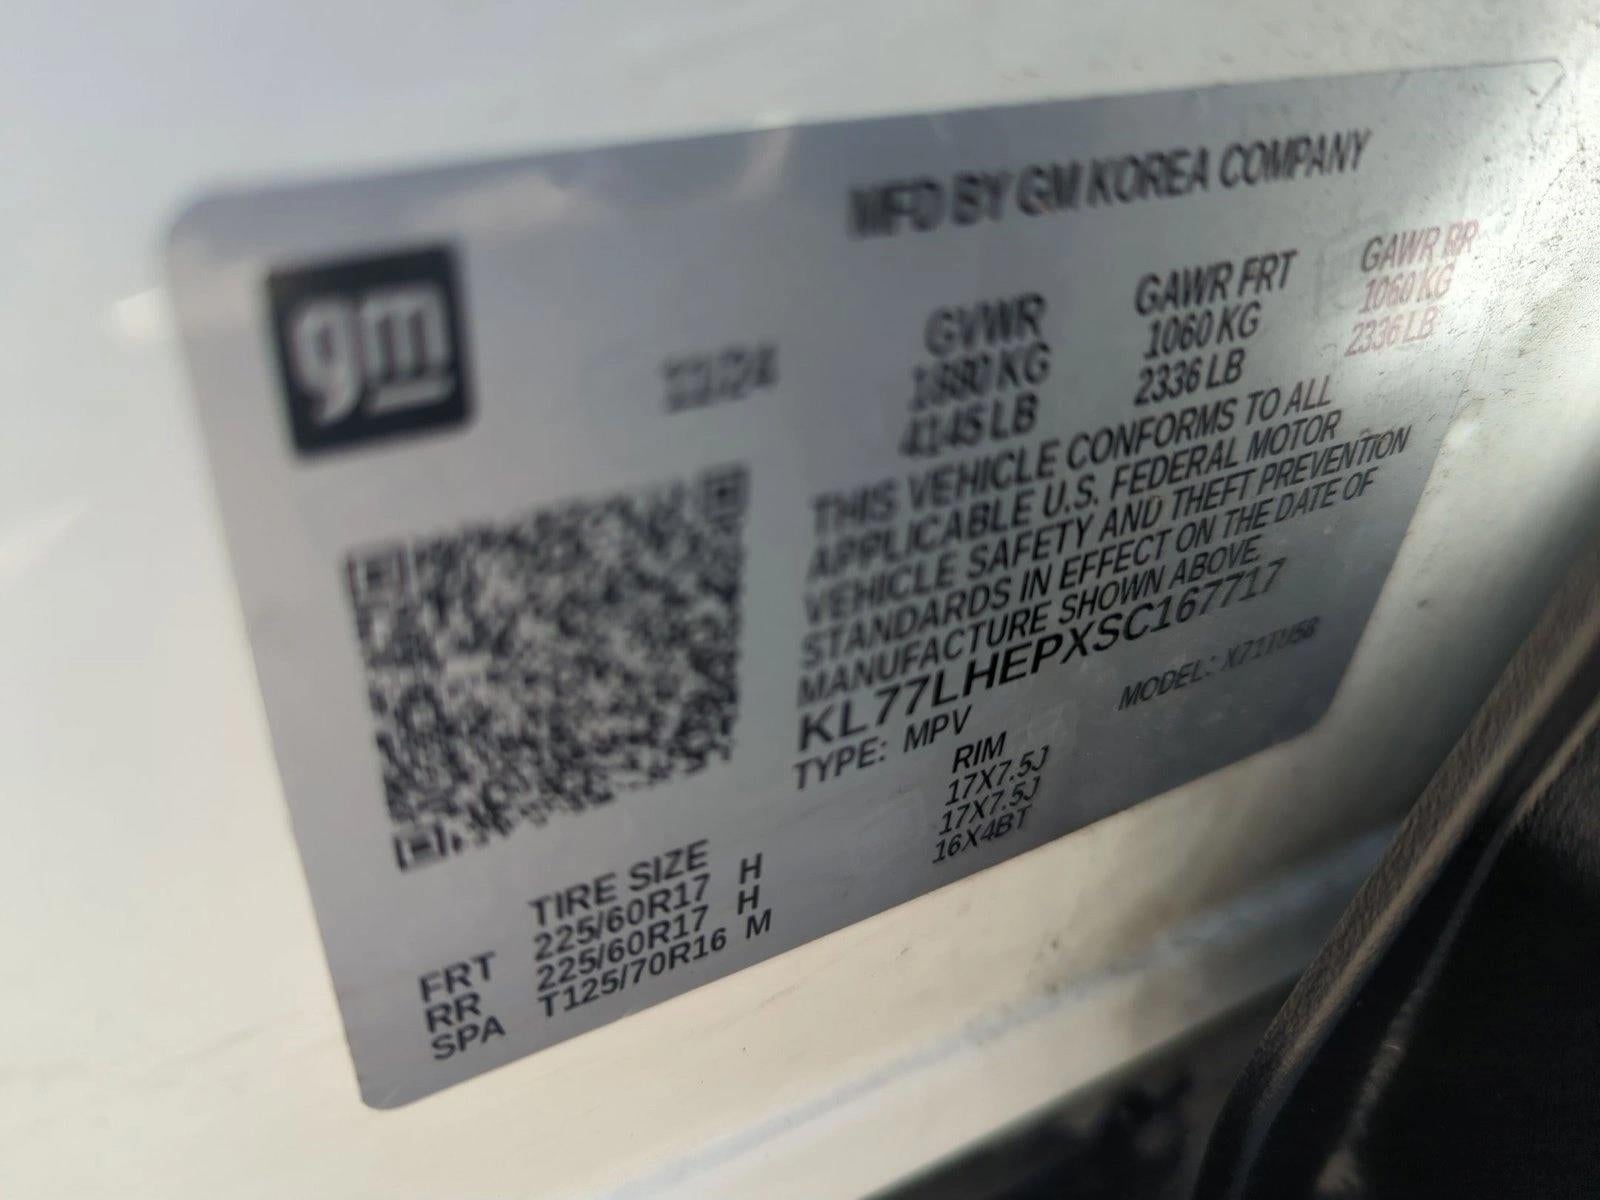 MFD BY GM KOREA COMPANY
gm
11/24
GVWR GAWR FRT GAWR RR
1880 KG 1060 KG 1060 KG
4145 LB 2336 LB 2336 LB
THIS VEHICLE CONFORMS TO ALL
APPLICABLE U.S. FEDERAL MOTOR
VEHICLE SAFETY AND THEFT PREVENTION
STANDARDS IN EFFECT ON THE DATE OF
MANUFACTURE SHOWN ABOVE
KL77LHEPXSC167717
TYPE: MPV MODEL:
TIRE SIZE RIM
FRT 225/60R17 H 17X7.5J
RR 225/60R17 H 17X7.5J
SPA T125/70R16 M 16X4BT